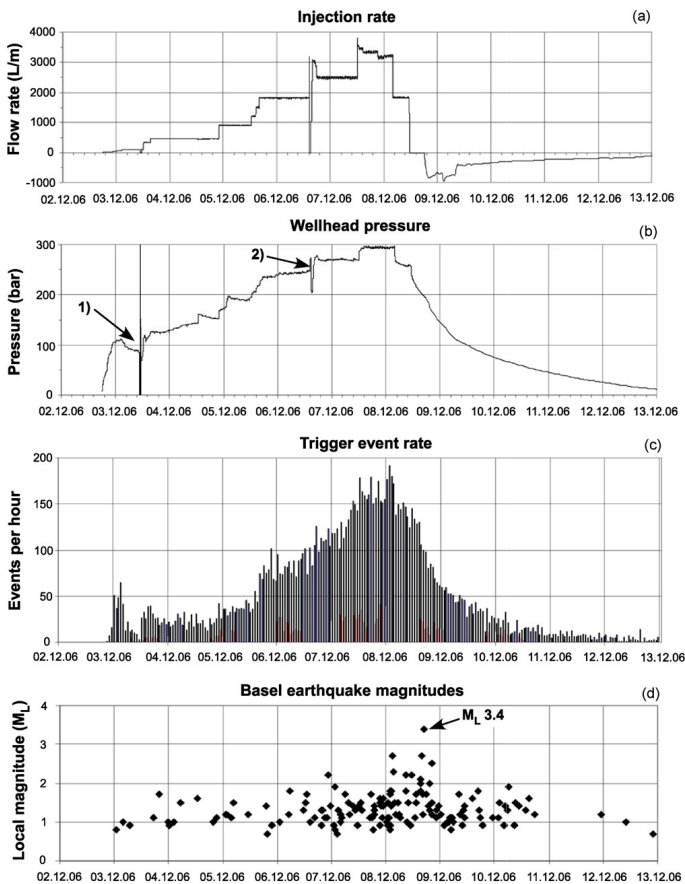 Injection rate
(a)
Flow rate (L/m)
4000
3000
2000
1000
0
-1000
02.12.06 03.12.06 04.12.06 05.12.06 06.12.06 07.12.06 08.12.06 09.12.06 10.12.06 11.12.06 12.12.06 13.12.06
Wellhead pressure
(b)
Pressure (bar)
300
200
100
0
1)
2)
02.12.06 03.12.06 04.12.06 05.12.06 06.12.06 07.12.06 08.12.06 09.12.06 10.12.06 11.12.06 12.12.06 13.12.06
Trigger event rate
(c)
Events per hour
200
150
100
50
0
02.12.06 03.12.06 04.12.06 05.12.06 06.12.06 07.12.06 08.12.06 09.12.06 10.12.06 11.12.06 12.12.06 13.12.06
Basel earthquake magnitudes
(d)
Local magnitude (ML)
4
3
2
1
0
ML 3.4
02.12.06 03.12.06 04.12.06 05.12.06 06.12.06 07.12.06 08.12.06 09.12.06 10.12.06 11.12.06 12.12.06 13.12.06